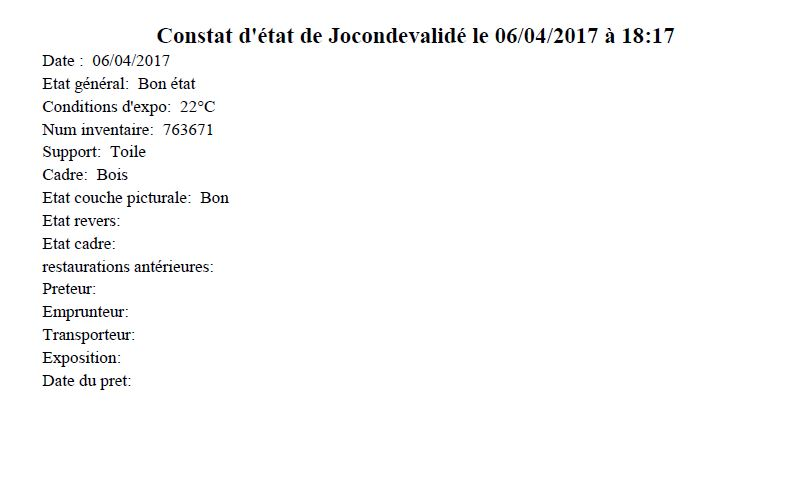 Constat d'état de Jocondevalidé le 06/04/2017 à 18:17
Date :  06/04/2017
Etat général:  Bon état
Conditions d'expo:  22°C
Num inventaire:  763671
Support:  Toile
Cadre:  Bois
Etat couche picturale:  Bon
Etat revers:
Etat cadre:
restaurations antérieures:
Preteur:
Emprunteur:
Transporteur:
Exposition:
Date du pret: